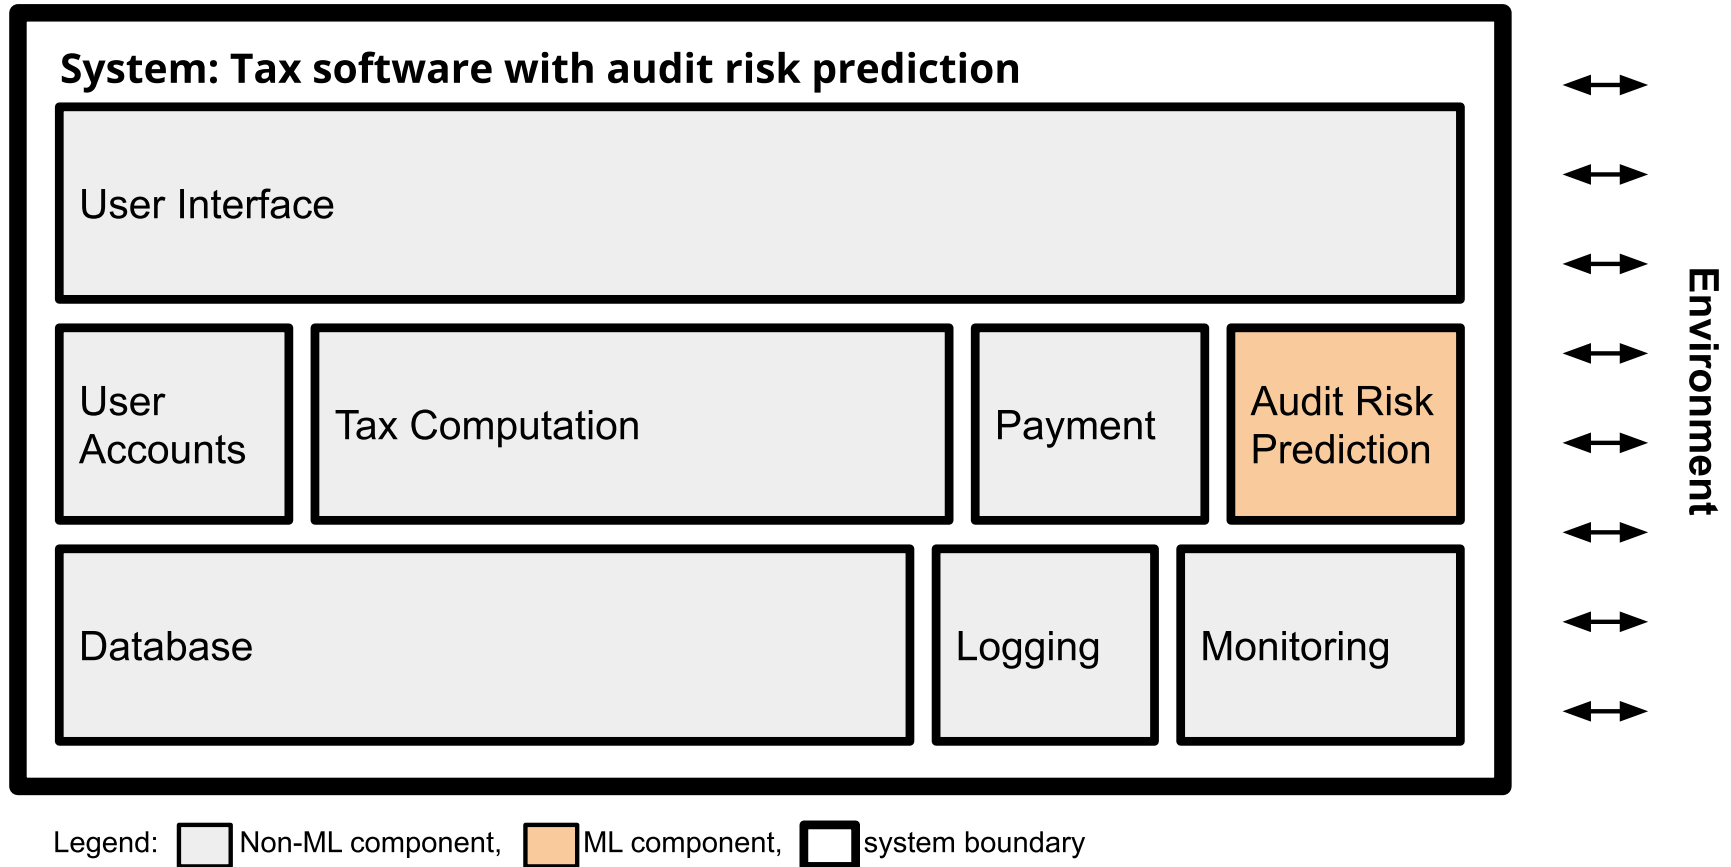 System: Tax software with audit risk prediction
User Interface
User
Accounts
Tax Computation
Payment
Audit Risk
Prediction
Database
Logging
Monitoring
Environment
Legend: Non-ML component, ML component, system boundary